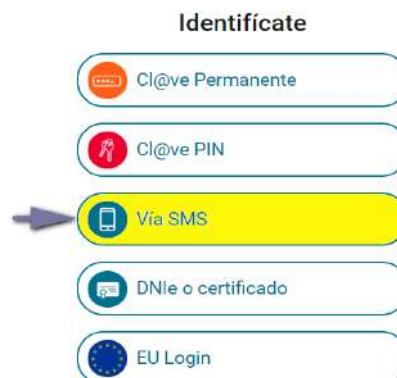 Identifícate
Cl@ve Permanente
Cl@ve PIN
Vía SMS
DNIe o certificado
EU Login